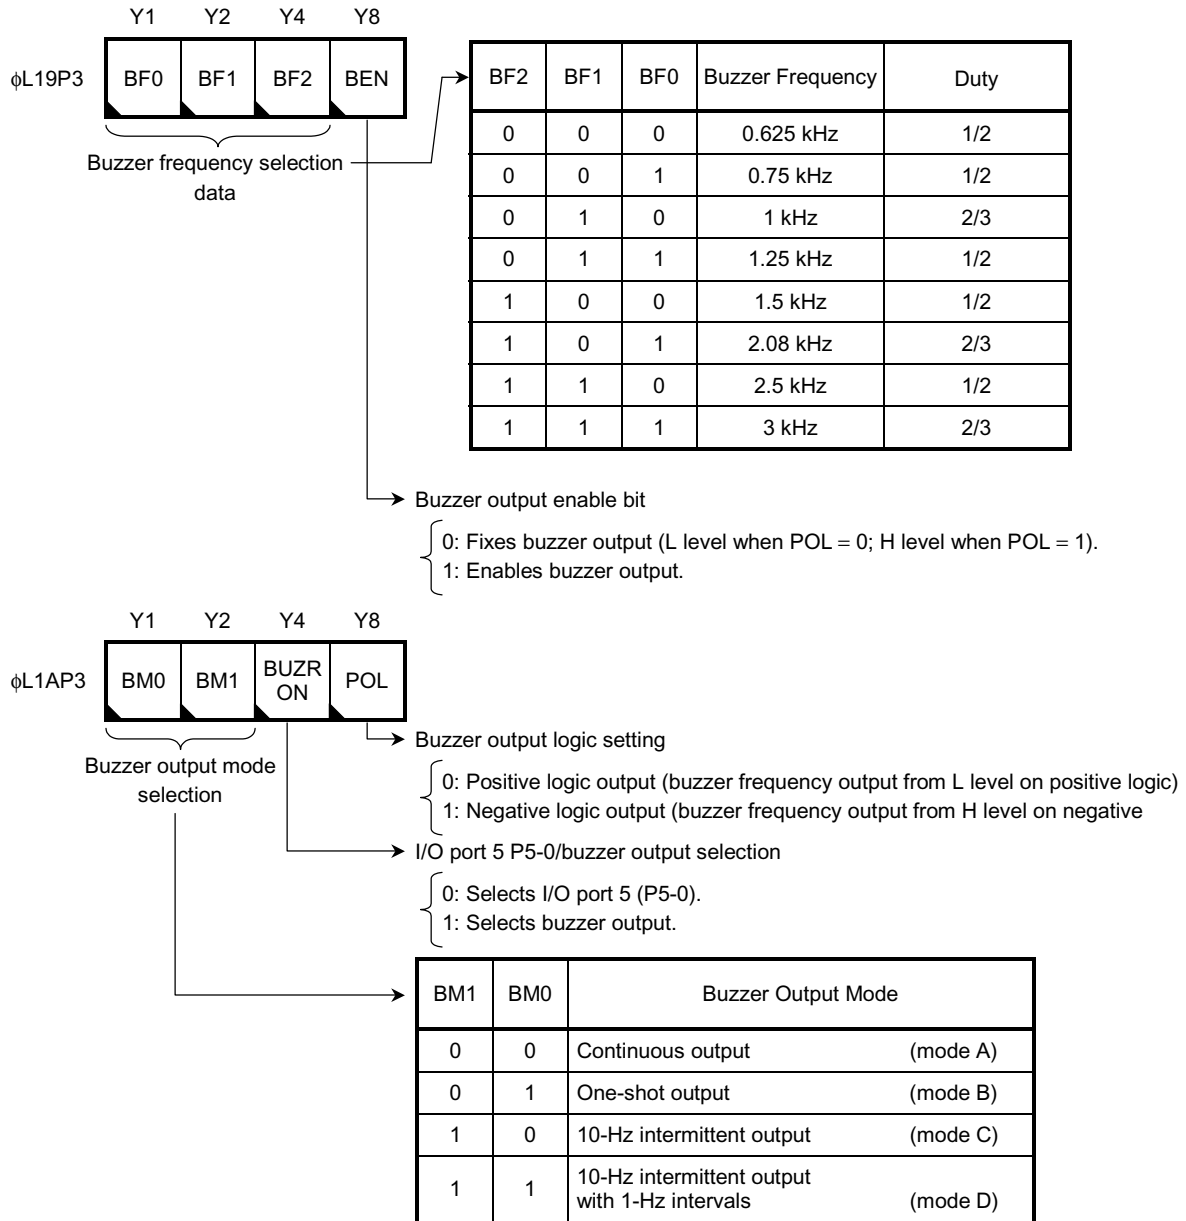 Y1 Y2 Y4 Y8
φL19P3 BF0 BF1 BF2 BEN
Buzzer frequency selection
data
BF2 BF1 BF0 Buzzer Frequency Duty
0 0 0 0.625 kHz 1/2
0 0 1 0.75 kHz 1/2
0 1 0 1 kHz 2/3
0 1 1 1.25 kHz 1/2
1 0 0 1.5 kHz 1/2
1 0 1 2.08 kHz 2/3
1 1 0 2.5 kHz 1/2
1 1 1 3 kHz 2/3
Buzzer output enable bit
0: Fixes buzzer output (L level when POL = 0; H level when POL = 1).
1: Enables buzzer output.
Y1 Y2 Y4 Y8
φL1AP3 BM0 BM1 BUZR ON POL
Buzzer output mode
selection
Buzzer output logic setting
0: Positive logic output (buzzer frequency output from L level on positive logic)
1: Negative logic output (buzzer frequency output from H level on negative
I/O port 5 P5-0/buzzer output selection
0: Selects I/O port 5 (P5-0).
1: Selects buzzer output.
BM1 BM0 Buzzer Output Mode
0 0 Continuous output (mode A)
0 1 One-shot output (mode B)
1 0 10-Hz intermittent output (mode C)
1 1 10-Hz intermittent output
with 1-Hz intervals (mode D)